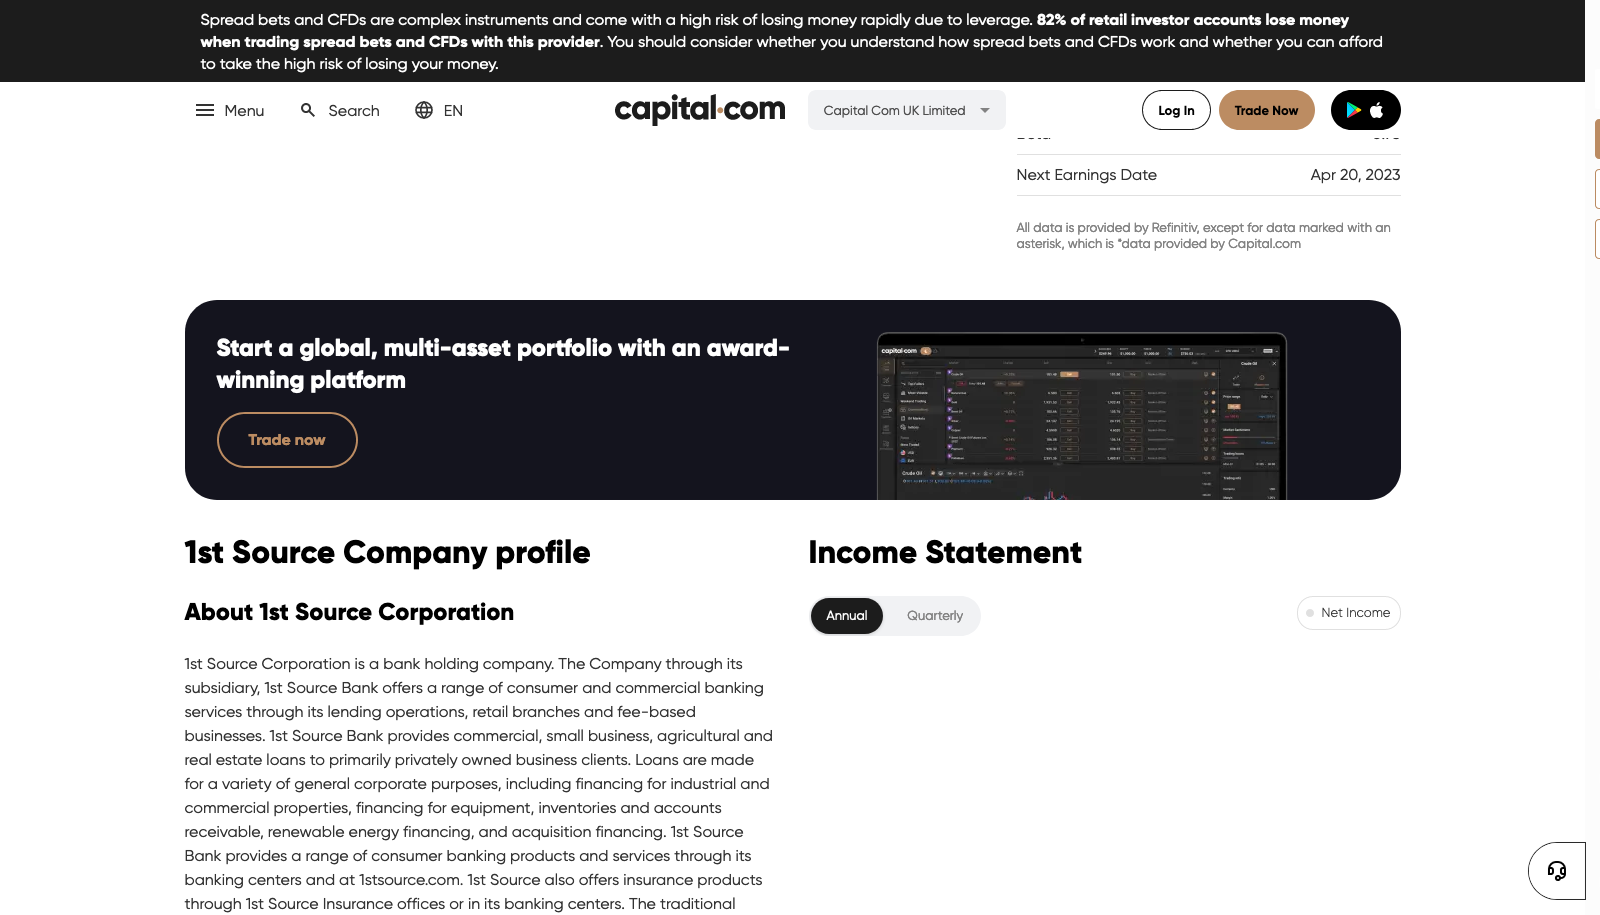 Spread bets and CFDs are complex instruments and come with a high risk of losing money rapidly due to leverage. 82% of retail investor accounts lose money
when trading spread bets and CFDs with this provider. You should consider whether you understand how spread bets and CFDs work and whether you can afford
to take the high risk of losing your money.
Menu Search EN capital.com Capital Com UK Limited Log In Trade Now
Next Earnings Date Apr 20, 2023
All data is provided by Refinitiv, except for data marked with an
asterisk, which is *data provided by Capital.com
Start a global, multi-asset portfolio with an award-
winning platform
Trade now
capital.com
Crude Oil
1st Source Company profile
Income Statement
About 1st Source Corporation
Annual Quarterly Net Income
1st Source Corporation is a bank holding company. The Company through its
subsidiary, 1st Source Bank offers a range of consumer and commercial banking
services through its lending operations, retail branches and fee-based
businesses. 1st Source Bank provides commercial, small business, agricultural and
real estate loans to primarily privately owned business clients. Loans are made
for a variety of general corporate purposes, including financing for industrial and
commercial properties, financing for equipment, inventories and accounts
receivable, renewable energy financing, and acquisition financing. 1st Source
Bank provides a range of consumer banking products and services through its
banking centers and at 1stsource.com. 1st Source also offers insurance products
through 1st Source Insurance offices or in its banking centers. The traditional